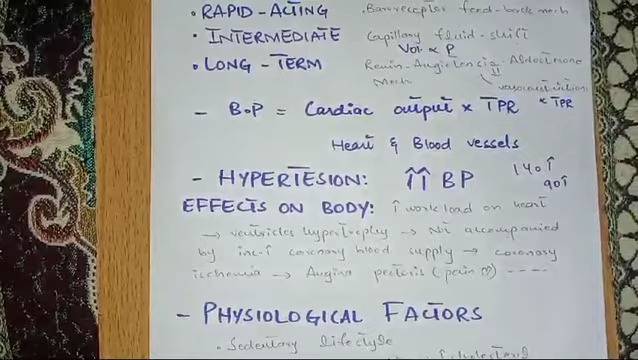 • RAPID-ACTING . Baroreceptor feed-back mech
• INTERMEDIATE Capillary fluid-shift
Vol ∝ P
• LONG-TERM Renin-Angiotensin-Aldosterone
Mech vasoconstriction
∝ TPR
- B.P = Cardiac output × TPR
Heart & Blood vessels
- HYPERTESION: ⇈ BP 140↑
90↑
EFFECTS ON BODY: ↑ workload on heart
→ ventricles hypertrophy → Not accompanied
by inc-↑ coronary blood supply → coronary
ischemia → Angina pectoris (pain ♡) ----
- PHYSIOLOGICAL FACTORS
• Sedentary lifestyle